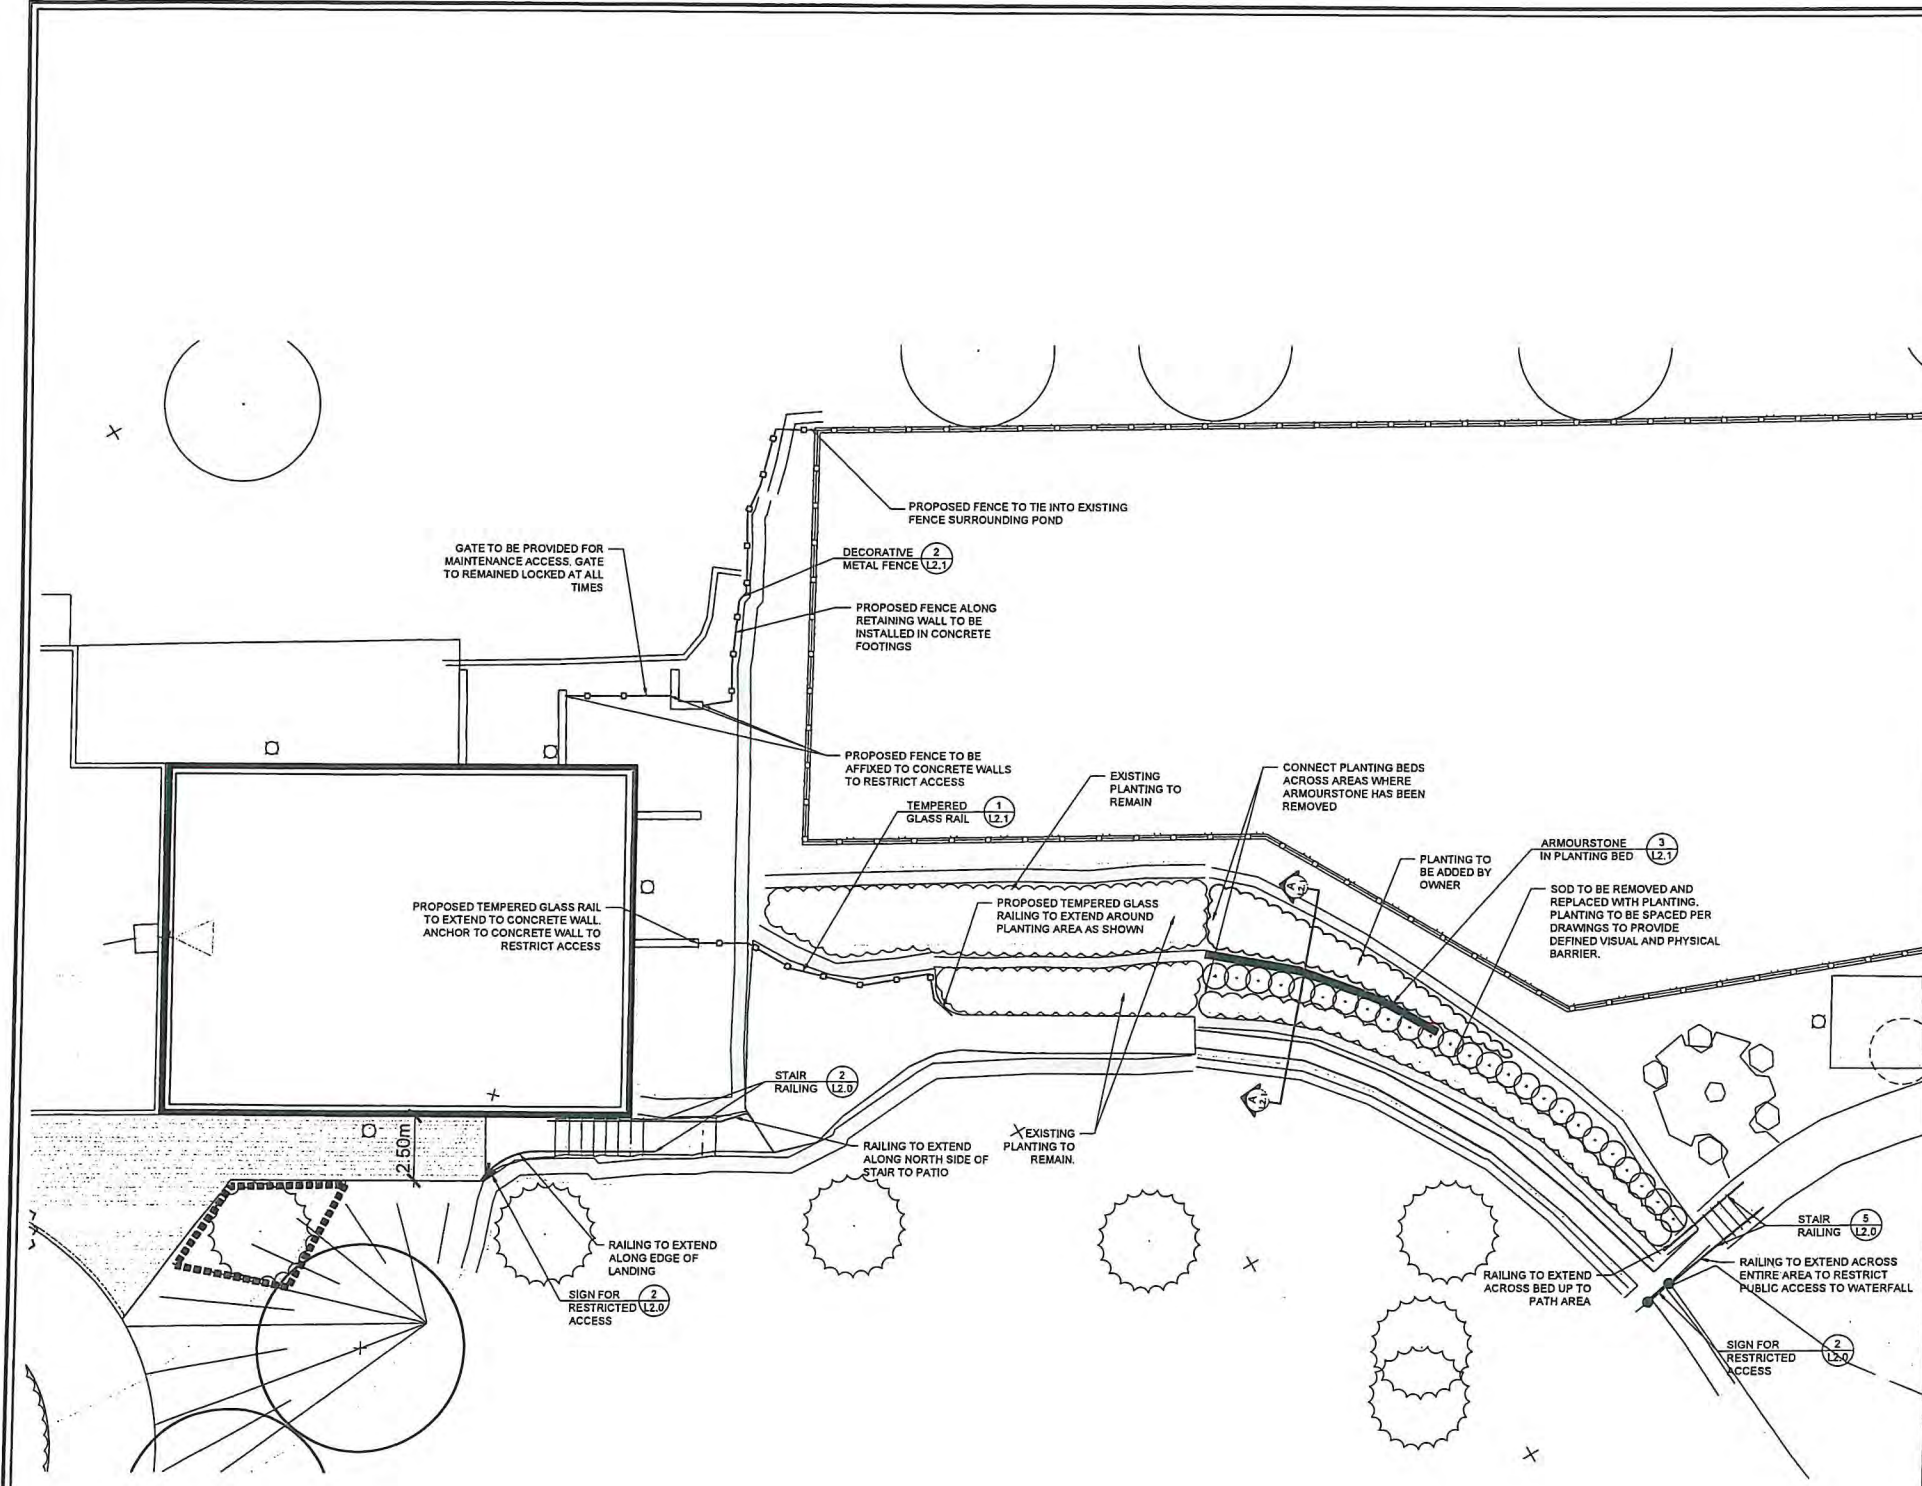 PROPOSED FENCE TO TIE INTO EXISTING
FENCE SURROUNDING POND
GATE TO BE PROVIDED FOR
MAINTENANCE ACCESS. GATE
TO REMAINED LOCKED AT ALL
TIMES
DECORATIVE
METAL FENCE
2
L2.1
PROPOSED FENCE ALONG
RETAINING WALL TO BE
INSTALLED IN CONCRETE
FOOTINGS
PROPOSED FENCE TO BE
AFFIXED TO CONCRETE WALLS
TO RESTRICT ACCESS
TEMPERED
GLASS RAIL
1
L2.1
EXISTING
PLANTING TO
REMAIN
CONNECT PLANTING BEDS
ACROSS AREAS WHERE
ARMOURSTONE HAS BEEN
REMOVED
ARMOURSTONE
IN PLANTING BED
3
L2.1
PLANTING TO
BE ADDED BY
OWNER
SOD TO BE REMOVED AND
REPLACED WITH PLANTING.
PLANTING TO BE SPACED PER
DRAWINGS TO PROVIDE
DEFINED VISUAL AND PHYSICAL
BARRIER.
A
L2.1
PROPOSED TEMPERED GLASS RAIL
TO EXTEND TO CONCRETE WALL.
ANCHOR TO CONCRETE WALL TO
RESTRICT ACCESS
PROPOSED TEMPERED GLASS
RAILING TO EXTEND AROUND
PLANTING AREA AS SHOWN
STAIR
RAILING
2
L2.0
A
L2.1
2.50m
RAILING TO EXTEND
ALONG NORTH SIDE OF
STAIR TO PATIO
EXISTING
PLANTING TO
REMAIN.
RAILING TO EXTEND
ALONG EDGE OF
LANDING
SIGN FOR
RESTRICTED
ACCESS
2
L2.0
STAIR
RAILING
5
L2.0
RAILING TO EXTEND
ACROSS BED UP TO
PATH AREA
RAILING TO EXTEND ACROSS
ENTIRE AREA TO RESTRICT
PUBLIC ACCESS TO WATERFALL
SIGN FOR
RESTRICTED
ACCESS
2
L2.0